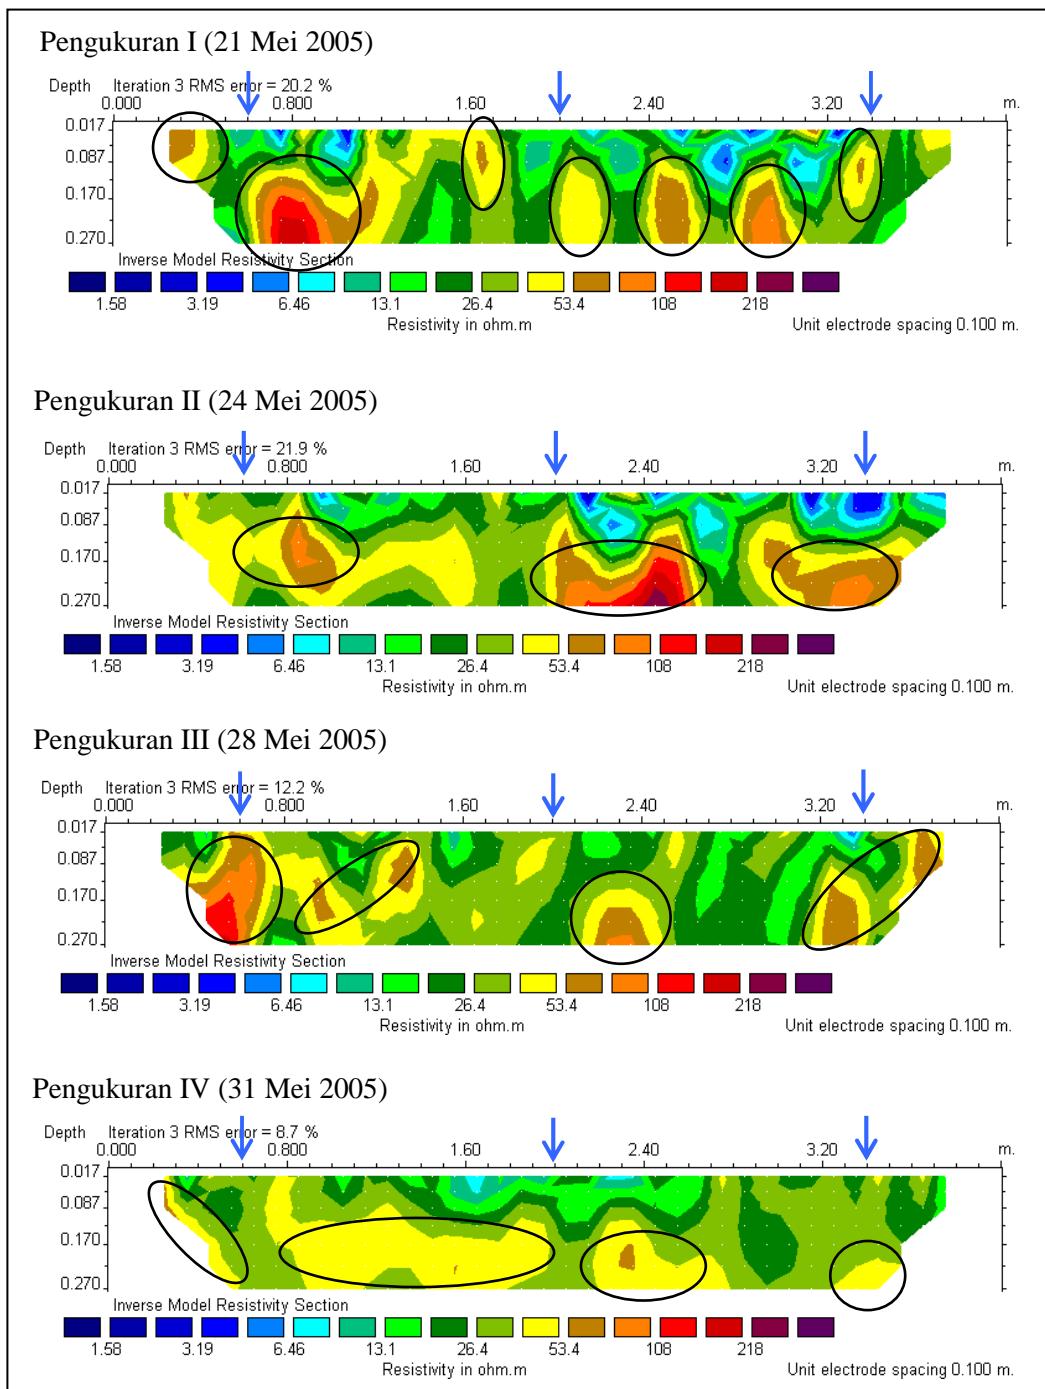 Pengukuran I (21 Mei 2005)
Depth Iteration 3 RMS error = 20.2 %
0.000 0.800 1.60 2.40 3.20 m.
0.017
0.087
0.170
0.270
Inverse Model Resistivity Section
1.58 3.19 6.46 13.1 26.4 53.4 108 218
Resistivity in ohm.m Unit electrode spacing 0.100 m.
Pengukuran II (24 Mei 2005)
Depth Iteration 3 RMS error = 21.9 %
0.000 0.800 1.60 2.40 3.20 m.
0.017
0.087
0.170
0.270
Inverse Model Resistivity Section
1.58 3.19 6.46 13.1 26.4 53.4 108 218
Resistivity in ohm.m Unit electrode spacing 0.100 m.
Pengukuran III (28 Mei 2005)
Depth Iteration 3 RMS error = 12.2 %
0.000 0.800 1.60 2.40 3.20 m.
0.017
0.087
0.170
0.270
Inverse Model Resistivity Section
1.58 3.19 6.46 13.1 26.4 53.4 108 218
Resistivity in ohm.m Unit electrode spacing 0.100 m.
Pengukuran IV (31 Mei 2005)
Depth Iteration 3 RMS error = 8.7 %
0.000 0.800 1.60 2.40 3.20 m.
0.017
0.087
0.170
0.270
Inverse Model Resistivity Section
1.58 3.19 6.46 13.1 26.4 53.4 108 218
Resistivity in ohm.m Unit electrode spacing 0.100 m.